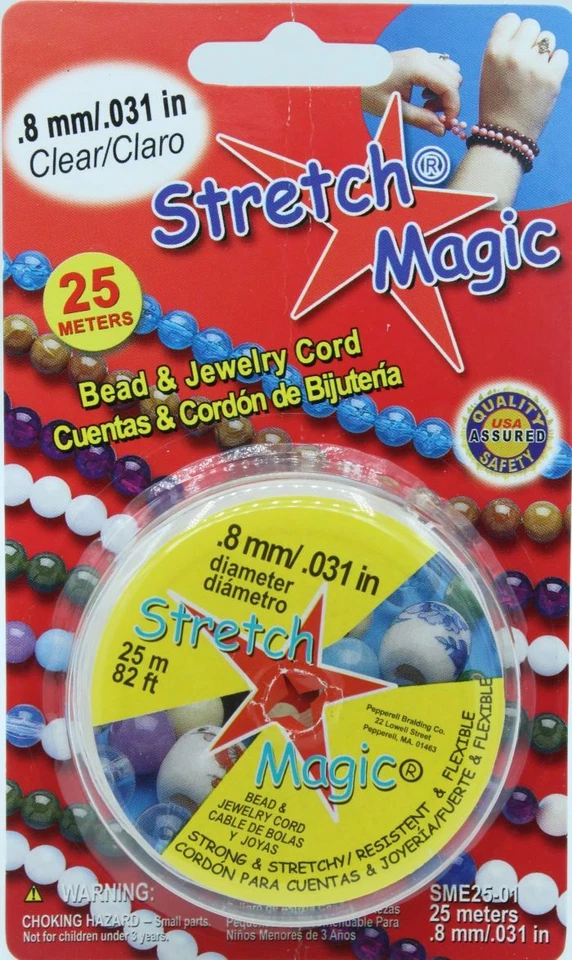 .8 mm/.031 in
Clear/Claro
Stretch®
Magic
25
METERS
Bead & Jewelry Cord
Cuentas & Cordón de Bijutería
QUALITY
USA
ASSURED
SAFETY
.8 mm/ .031 in
diameter
diámetro
Stretch
25 m
82 ft
Pepperell Braiding Co.
22 Lowell Street
Pepperell, MA. 01463
Magic®
BEAD &
JEWELRY CORD
CABLE DE BOLAS
Y JOYAS
STRONG & STRETCHY/ RESISTENT & FLEXIBLE
CORDÓN PARA CUENTAS & JOYERÍA/FUERTE & FLEXIBLE
WARNING:
CHOKING HAZARD – Small parts.
Not for children under 3 years.
Para
Niños Menores de 3 Años
SME25-01
25 meters
.8 mm/.031 in